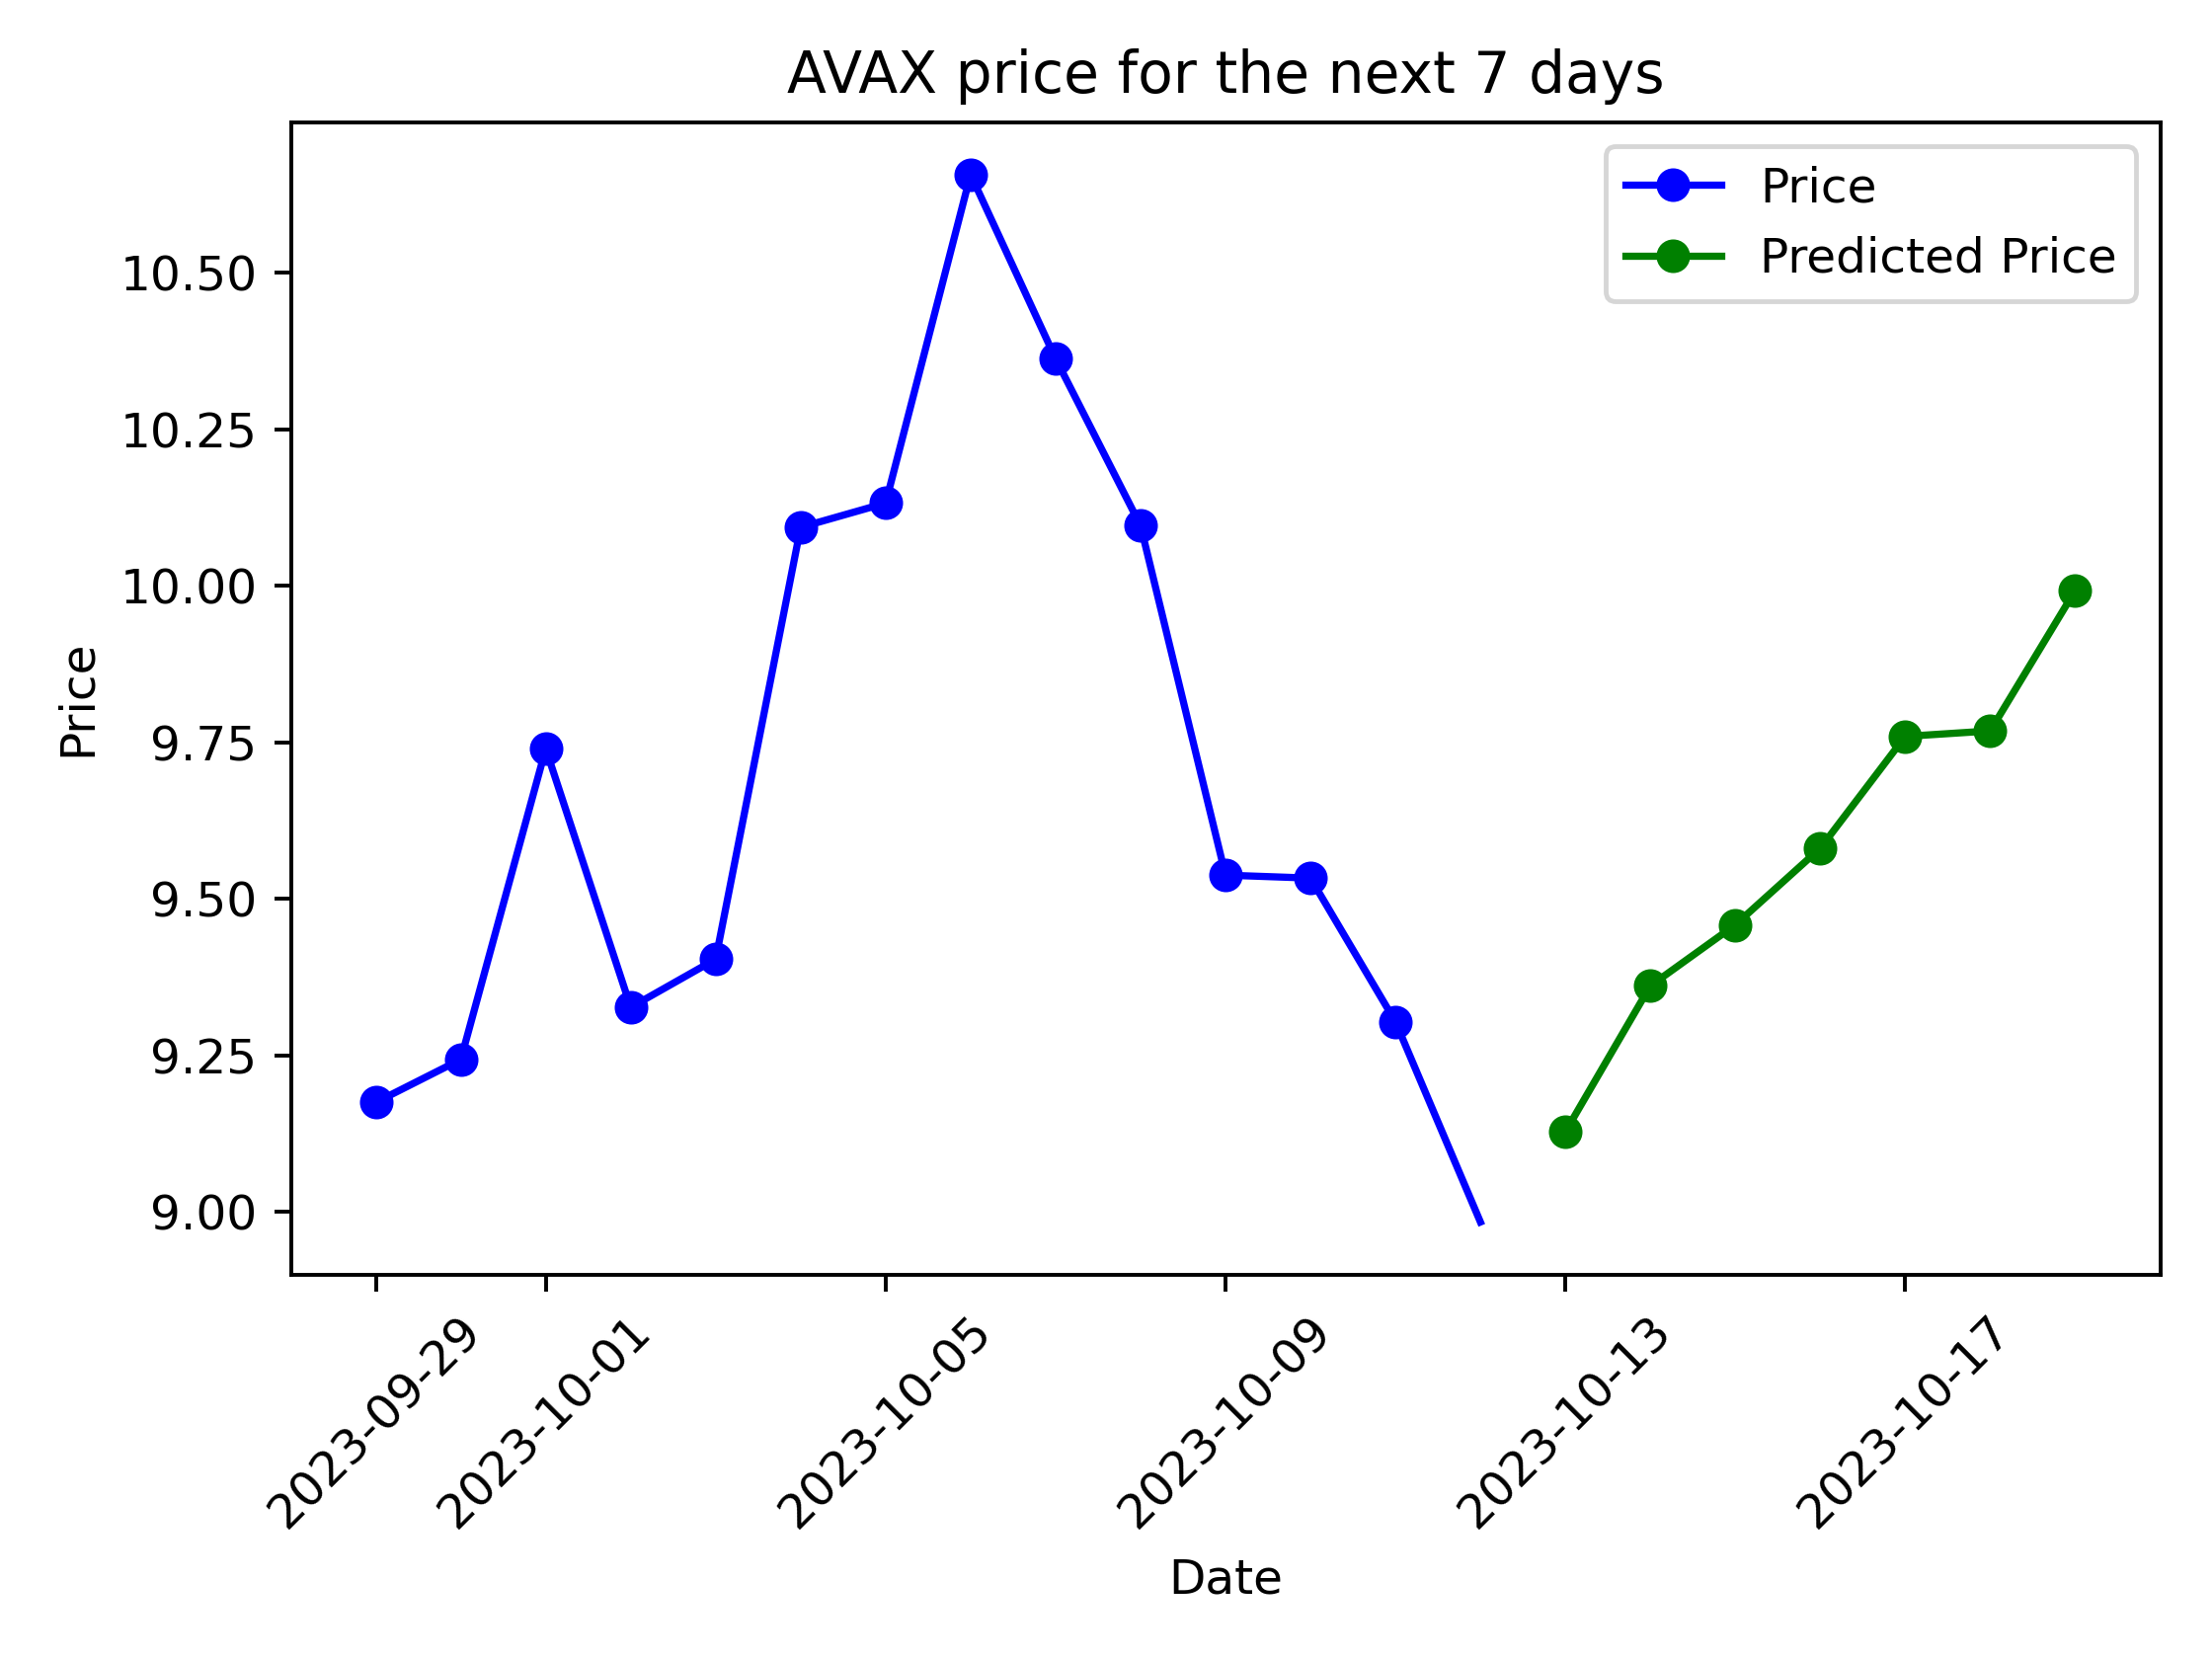 AVAX price for the next 7 days
Price
Predicted Price
10.50
10.25
10.00
9.75
9.50
9.25
9.00
Price
2023-09-29
2023-10-01
2023-10-05
2023-10-09
2023-10-13
2023-10-17
Date